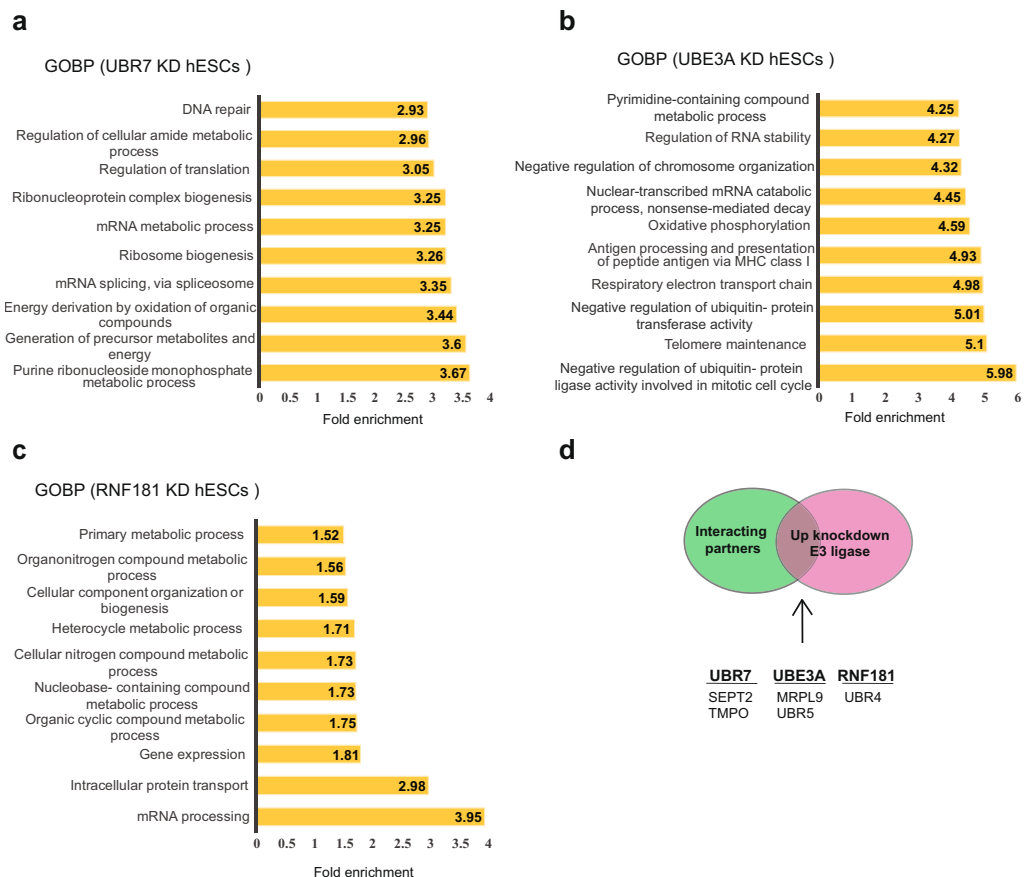 a
GOBP (UBR7 KD hESCs )
DNA repair
2.93
Regulation of cellular amide metabolic
process
2.96
Regulation of translation
3.05
Ribonucleoprotein complex biogenesis
3.25
mRNA metabolic process
3.25
Ribosome biogenesis
3.26
mRNA splicing, via spliceosome
3.35
Energy derivation by oxidation of organic
compounds
3.44
Generation of precursor metabolites and
energy
3.6
Purine ribonucleoside monophosphate
metabolic process
3.67
0 0.5 1 1.5 2 2.5 3 3.5 4
Fold enrichment
b
GOBP (UBE3A KD hESCs )
Pyrimidine-containing compound
metabolic process
4.25
Regulation of RNA stability
4.27
Negative regulation of chromosome organization
4.32
Nuclear-transcribed mRNA catabolic
process, nonsense-mediated decay
4.45
Oxidative phosphorylation
4.59
Antigen processing and presentation
of peptide antigen via MHC class I
4.93
Respiratory electron transport chain
4.98
Negative regulation of ubiquitin- protein
transferase activity
5.01
Telomere maintenance
5.1
Negative regulation of ubiquitin- protein
ligase activity involved in mitotic cell cycle
5.98
0 1 2 3 4 5 6
Fold enrichment
c
GOBP (RNF181 KD hESCs )
Primary metabolic process
1.52
Organonitrogen compound metabolic
process
1.56
Cellular component organization or
biogenesis
1.59
Heterocycle metabolic process
1.71
Cellular nitrogen compound metabolic
process
1.73
Nucleobase- containing compound
metabolic process
1.73
Organic cyclic compound metabolic
process
1.75
Gene expression
1.81
Intracellular protein transport
2.98
mRNA processing
3.95
0 0.5 1 1.5 2 2.5 3 3.5 4
Fold enrichment
d
Interacting
partners
Up knockdown
E3 ligase
UBR7 UBE3A RNF181
SEPT2 MRPL9 UBR4
TMPO UBR5